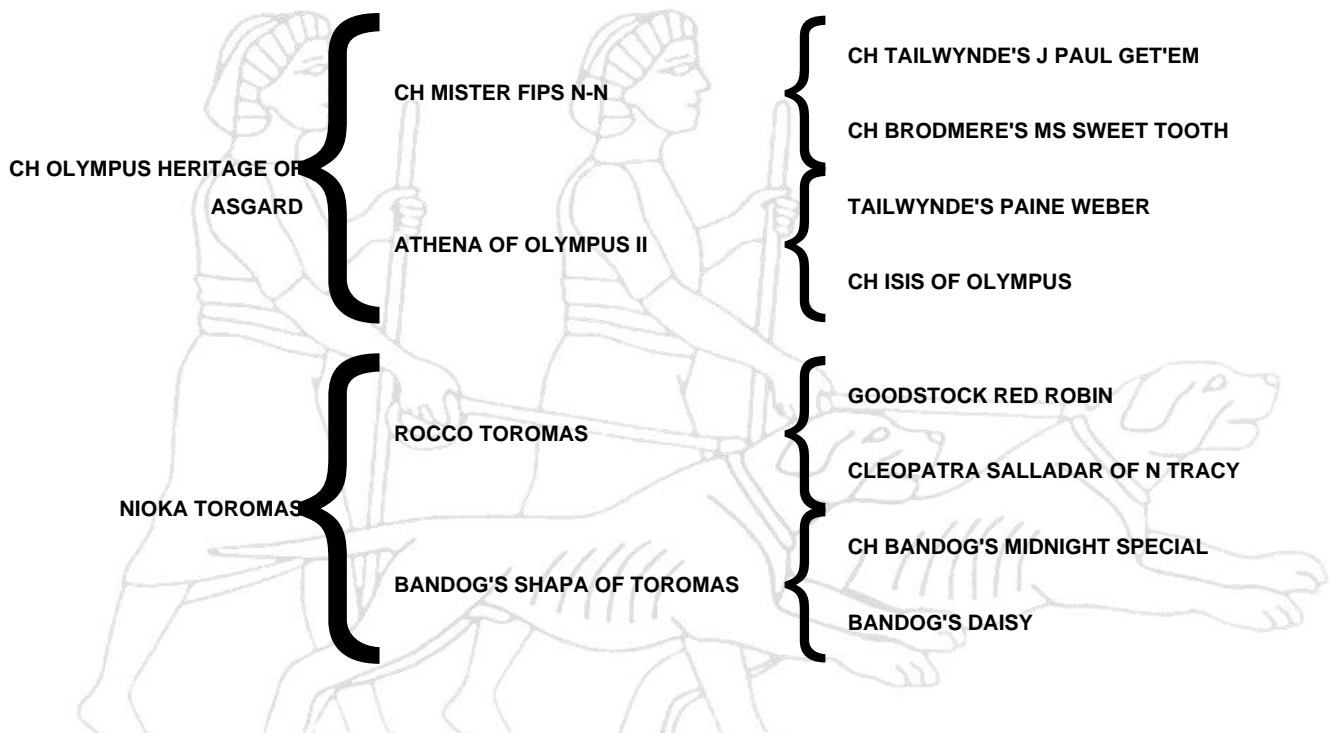 CH TAILWYNDE'S J PAUL GET'EM
CH MISTER FIPS N-N
CH BRODMERE'S MS SWEET TOOTH
CH OLYMPUS HERITAGE OF
ASGARD
TAILWYNDE'S PAINE WEBER
ATHENA OF OLYMPUS II
CH ISIS OF OLYMPUS
GOODSTOCK RED ROBIN
ROCCO TOROMAS
CLEOPATRA SALLADAR OF N TRACY
NIOKA TOROMAS
CH BANDOG'S MIDNIGHT SPECIAL
BANDOG'S SHAPA OF TOROMAS
BANDOG'S DAISY